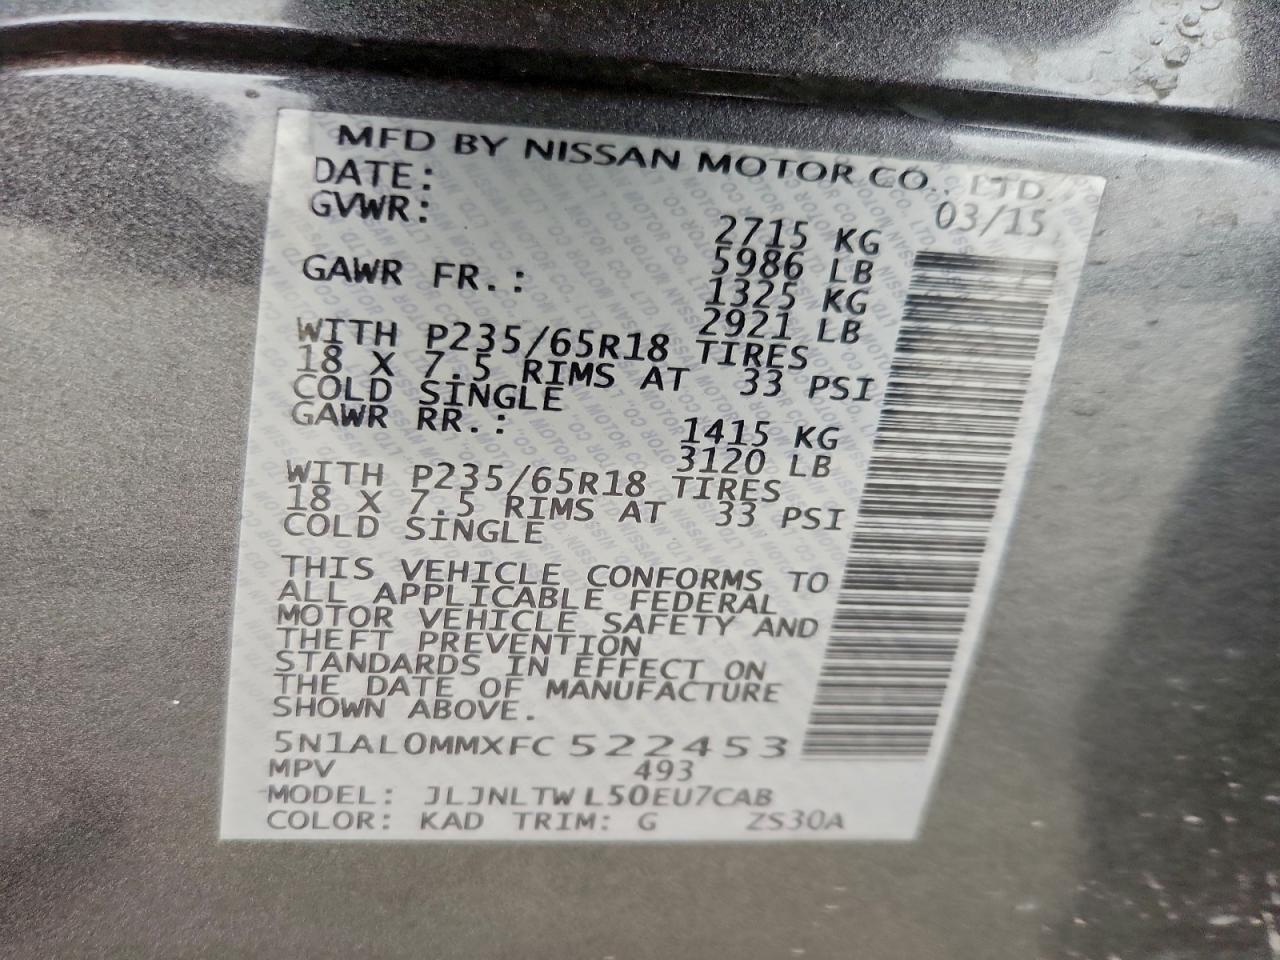 MFD BY NISSAN MOTOR CO., LTD.
DATE: 03/15
GVWR: 2715 KG
5986 LB
GAWR FR.: 1325 KG
2921 LB
WITH P235/65R18 TIRES
18 X 7.5 RIMS AT 33 PSI
COLD SINGLE
GAWR RR.: 1415 KG
3120 LB
WITH P235/65R18 TIRES
18 X 7.5 RIMS AT 33 PSI
COLD SINGLE
THIS VEHICLE CONFORMS TO
ALL APPLICABLE FEDERAL
MOTOR VEHICLE SAFETY AND
THEFT PREVENTION
STANDARDS IN EFFECT ON
THE DATE OF MANUFACTURE
SHOWN ABOVE.
5N1AL0MMXFC522453
MPV 493
MODEL: JLJNLTWL50EU7CAB
COLOR: KAD TRIM: G ZS30A